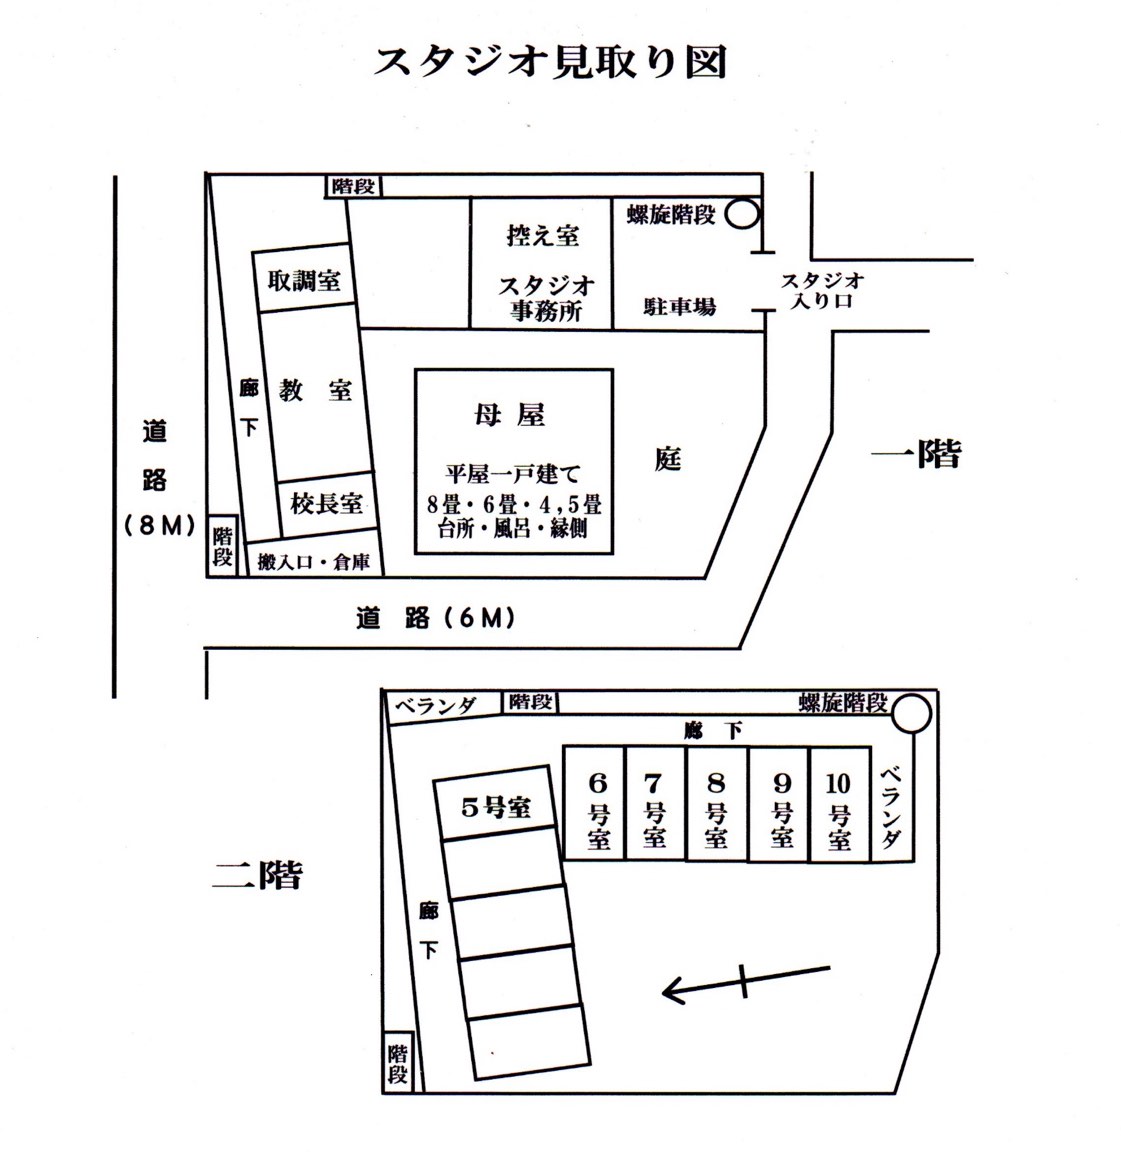 スタジオ見取り図
階段
螺旋階段
控え室
スタジオ
事務所
駐車場
スタジオ
入り口
取調室
教　室
廊下
校長室
階段
搬入口・倉庫
母 屋
平屋一戸建て
8畳・6畳・4,5畳
台所・風呂・縁側
庭
一階
道路
(8M)
道　路(6M)
ベランダ
階段
螺旋階段
廊　下
5号室
6号室
7号室
8号室
9号室
10号室
ベランダ
二階
廊下
階段